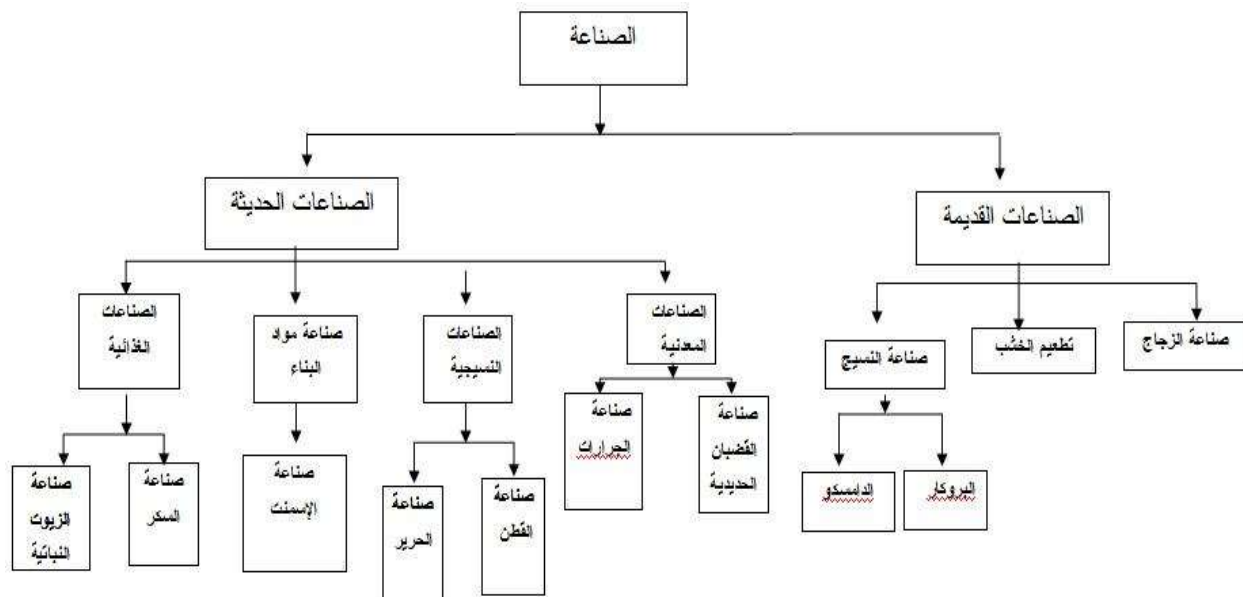 الصناعة
الصناعات القديمة
الصناعات الحديثة
صناعة الزجاج
تطعيم الخشب
صناعة النسيج
البروكار
الدامسكو
الصناعات
المعدنية
الصناعات
النسيجية
صناعة مواد
البناء
الصناعات
الغذائية
صناعة
القضبان
الحديدية
صناعة
الجرارات
صناعة
القطن
صناعة
الحرير
صناعة
الإسمنت
صناعة
السكر
صناعة
الزيوت
النباتية